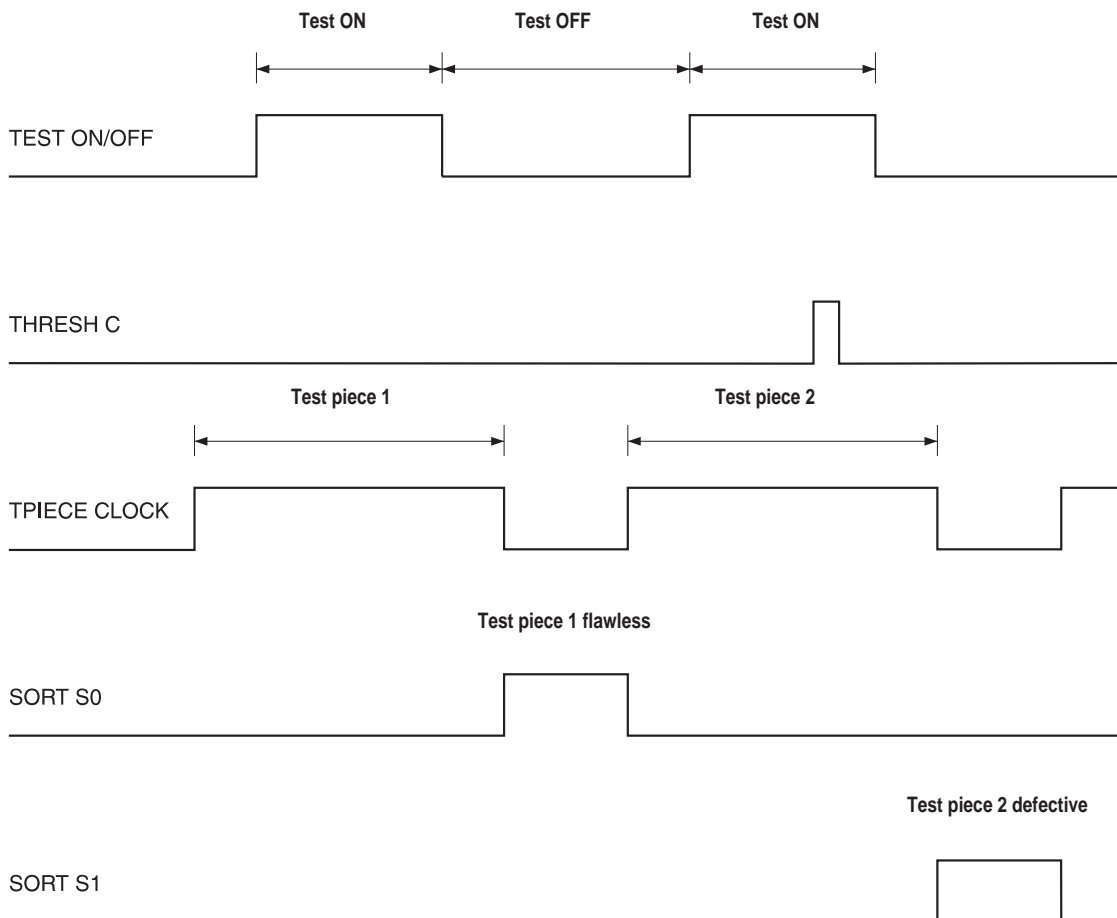 Test ON
Test OFF
Test ON
TEST ON/OFF
THRESH C
Test piece 1
Test piece 2
TPIECE CLOCK
Test piece 1 flawless
SORT S0
Test piece 2 defective
SORT S1